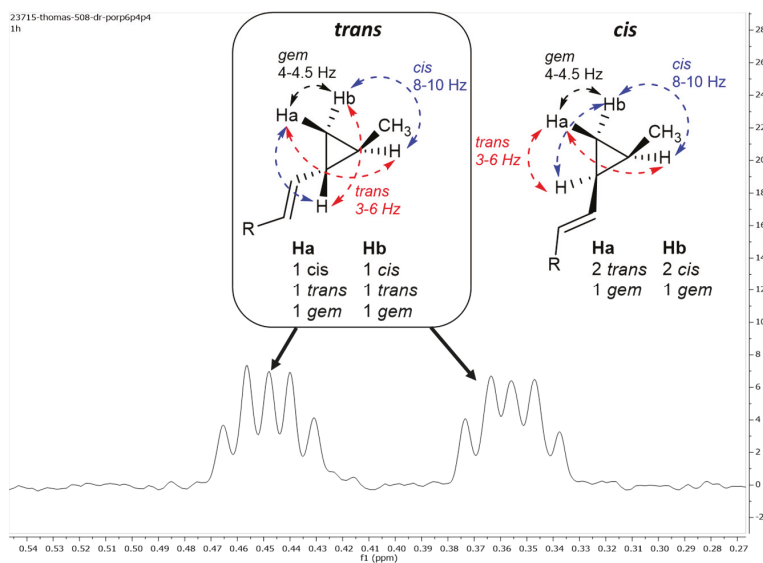 23715-thomas-508-dr-porp6p4p4
1h
trans
gem
4-4.5 Hz
cis
8-10 Hz
Hb
Ha
CH3
H
H
trans
3-6 Hz
R
Ha Hb
1 cis 1 cis
1 trans 1 trans
1 gem 1 gem
cis
gem
4-4.5 Hz
cis
8-10 Hz
Hb
Ha
CH3
trans
3-6 Hz
H
H
R
Ha Hb
2 trans 2 cis
1 gem 1 gem
28
26
24
22
20
18
16
14
12
10
8
6
4
2
0
-2
0.54 0.53 0.52 0.51 0.50 0.49 0.48 0.47 0.46 0.45 0.44 0.43 0.42 0.41 0.40 0.39 0.38 0.37 0.36 0.35 0.34 0.33 0.32 0.31 0.30 0.29 0.28 0.27
f1 (ppm)